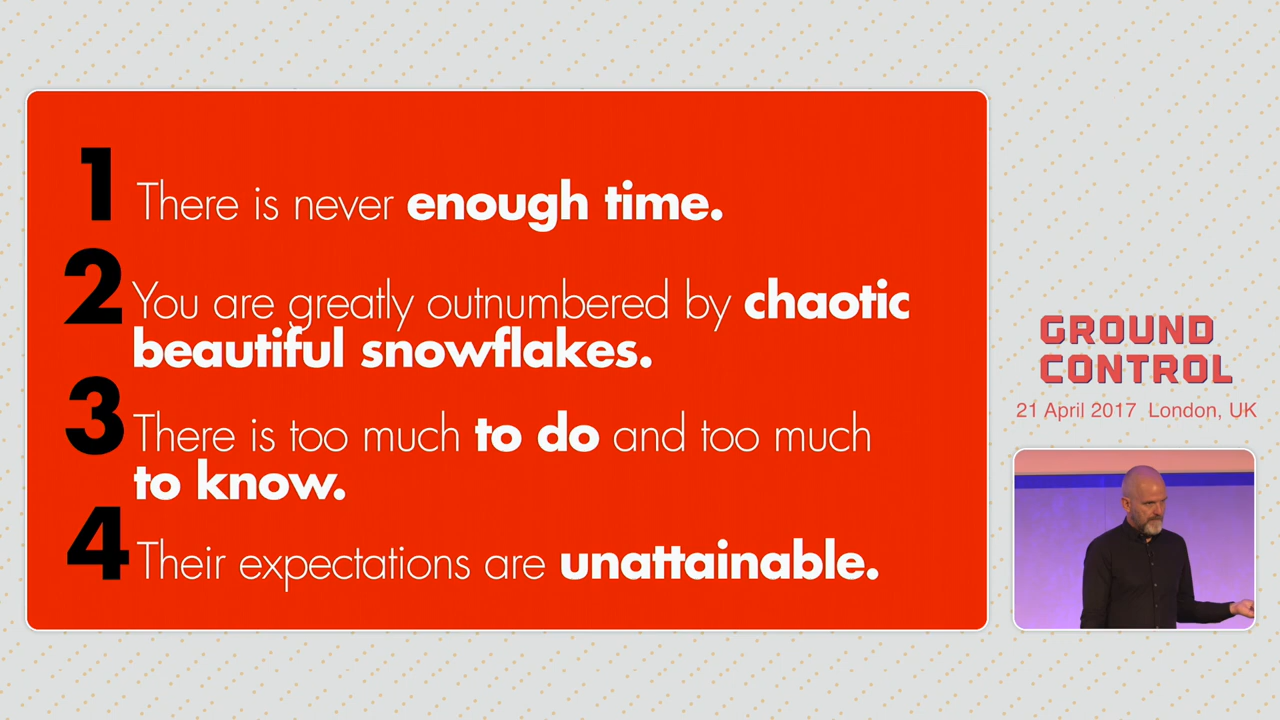 1 There is never enough time.
2 You are greatly outnumbered by chaotic
beautiful snowflakes.
3 There is too much to do and too much
to know.
4 Their expectations are unattainable.
GROUND
CONTROL
21 April 2017 London, UK